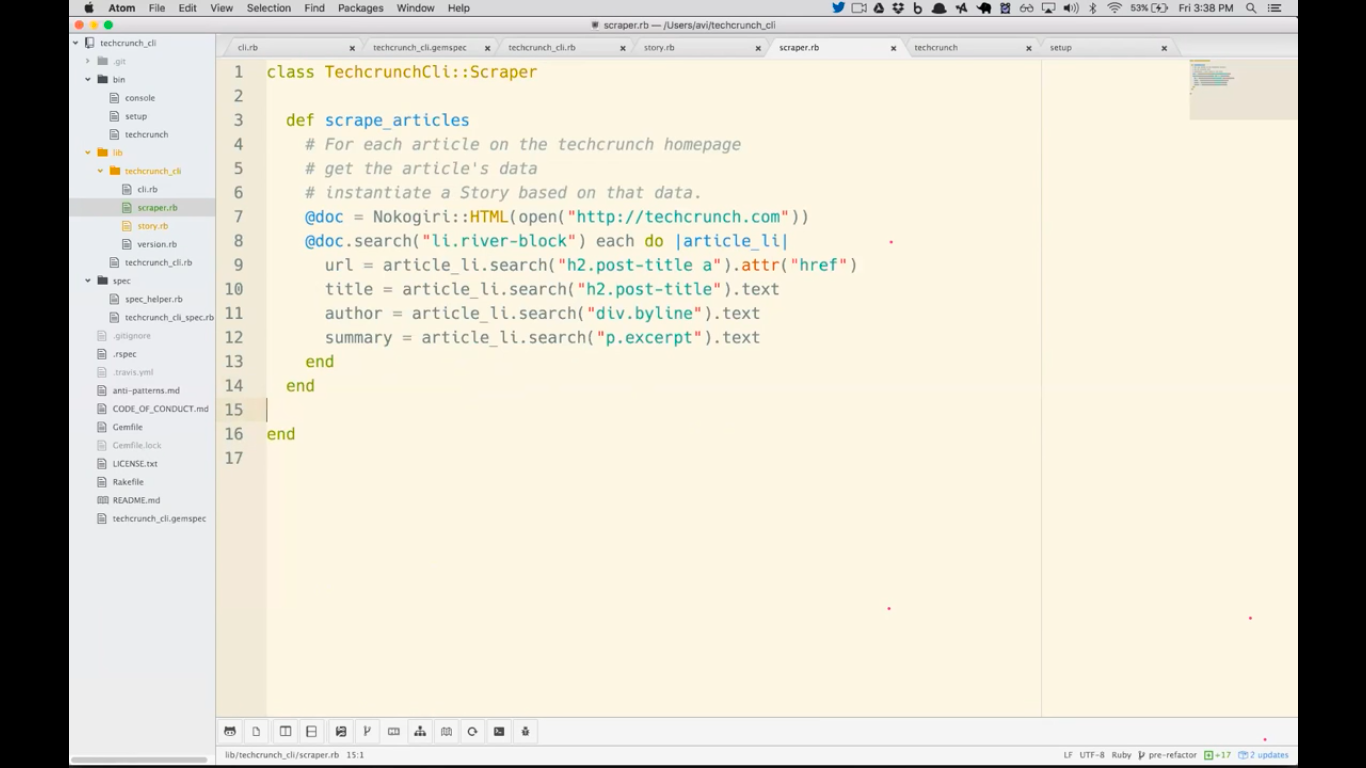 Atom File Edit View Selection Find Packages Window Help 53% Fri 3:38 PM
scraper.rb — /Users/avi/techcrunch_cli
techcrunch_cli
.git
bin
console
setup
techcrunch
lib
techcrunch_cli
cli.rb
scraper.rb
story.rb
version.rb
techcrunch_cli.rb
spec
spec_helper.rb
techcrunch_cli_spec.rb
.gitignore
.rspec
.travis.yml
anti-patterns.md
CODE_OF_CONDUCT.md
Gemfile
Gemfile.lock
LICENSE.txt
Rakefile
README.md
techcrunch_cli.gemspec
cli.rb techcrunch_cli.gemspec techcrunch_cli.rb story.rb scraper.rb techcrunch setup
1 class TechcrunchCli::Scraper
2
3 def scrape_articles
4 # For each article on the techcrunch homepage
5 # get the article's data
6 # instantiate a Story based on that data.
7 @doc = Nokogiri::HTML(open("http://techcrunch.com"))
8 @doc.search("li.river-block") each do |article_li|
9 url = article_li.search("h2.post-title a").attr("href")
10 title = article_li.search("h2.post-title").text
11 author = article_li.search("div.byline").text
12 summary = article_li.search("p.excerpt").text
13 end
14 end
15
16 end
17
lib/techcrunch_cli/scraper.rb 15:1 LF UTF-8 Ruby pre-refactor +17 2 updates